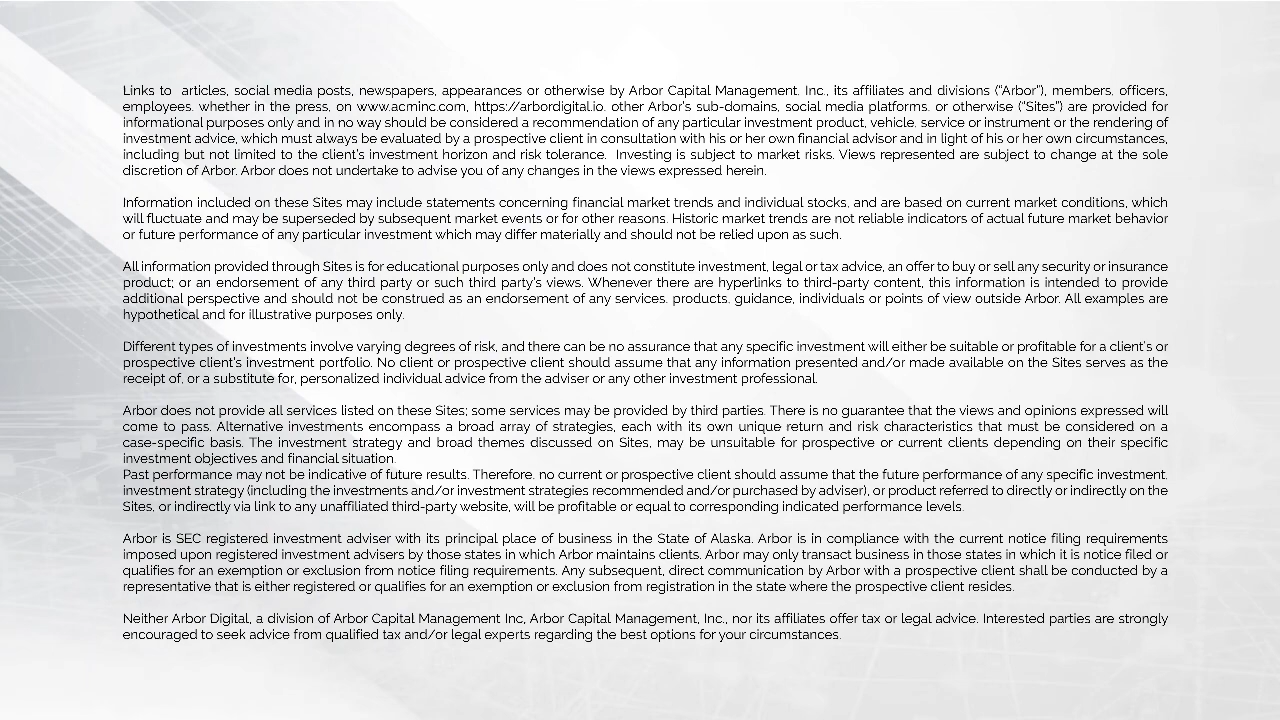 Links to  articles, social media posts, newspapers, appearances or otherwise by Arbor Capital Management. Inc., its affiliates and divisions (“Arbor”), members. officers,
employees. whether in the press, on www.acminc.com, https://arbordigital.io. other Arbor's sub-domains, social media platforms. or otherwise (“Sites”) are provided for
informational purposes only and in no way should be considered a recommendation of any particular investment product, vehicle. service or instrument or the rendering of
investment advice, which must always be evaluated by a prospective client in consultation with his or her own financial advisor and in light of his or her own circumstances,
including but not limited to the client's investment horizon and risk tolerance.  Investing is subject to market risks. Views represented are subject to change at the sole
discretion of Arbor. Arbor does not undertake to advise you of any changes in the views expressed herein.
Information included on these Sites may include statements concerning financial market trends and individual stocks, and are based on current market conditions, which
will fluctuate and may be superseded by subsequent market events or for other reasons. Historic market trends are not reliable indicators of actual future market behavior
or future performance of any particular investment which may differ materially and should not be relied upon as such.
All information provided through Sites is for educational purposes only and does not constitute investment, legal or tax advice, an offer to buy or sell any security or insurance
product; or an endorsement of any third party or such third party's views. Whenever there are hyperlinks to third-party content, this information is intended to provide
additional perspective and should not be construed as an endorsement of any services. products. guidance, individuals or points of view outside Arbor. All examples are
hypothetical and for illustrative purposes only.
Different types of investments involve varying degrees of risk, and there can be no assurance that any specific investment will either be suitable or profitable for a client's or
prospective client's investment portfolio. No client or prospective client should assume that any information presented and/or made available on the Sites serves as the
receipt of, or a substitute for, personalized individual advice from the adviser or any other investment professional.
Arbor does not provide all services listed on these Sites; some services may be provided by third parties. There is no guarantee that the views and opinions expressed will
come to pass. Alternative investments encompass a broad array of strategies, each with its own unique return and risk characteristics that must be considered on a
case-specific basis. The investment strategy and broad themes discussed on Sites, may be unsuitable for prospective or current clients depending on their specific
investment objectives and financial situation.
Past performance may not be indicative of future results. Therefore. no current or prospective client should assume that the future performance of any specific investment.
investment strategy (including the investments and/or investment strategies recommended and/or purchased by adviser), or product referred to directly or indirectly on the
Sites, or indirectly via link to any unaffiliated third-party website, will be profitable or equal to corresponding indicated performance levels.
Arbor is SEC registered investment adviser with its principal place of business in the State of Alaska. Arbor is in compliance with the current notice filing requirements
imposed upon registered investment advisers by those states in which Arbor maintains clients. Arbor may only transact business in those states in which it is notice filed or
qualifies for an exemption or exclusion from notice filing requirements. Any subsequent, direct communication by Arbor with a prospective client shall be conducted by a
representative that is either registered or qualifies for an exemption or exclusion from registration in the state where the prospective client resides.
Neither Arbor Digital, a division of Arbor Capital Management Inc, Arbor Capital Management, Inc., nor its affiliates offer tax or legal advice. Interested parties are strongly
encouraged to seek advice from qualified tax and/or legal experts regarding the best options for your circumstances.